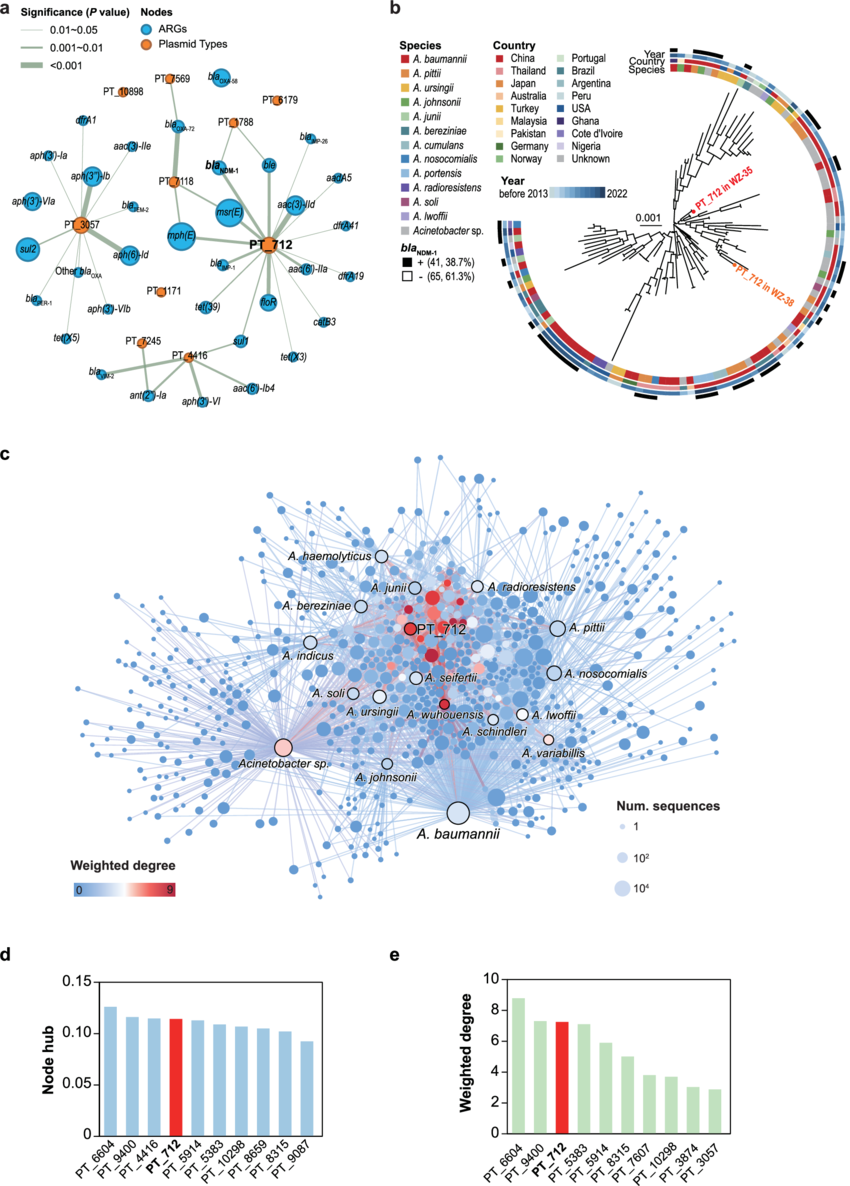 a
Significance (P value)
0.01~0.05
0.001~0.01
<0.001
Nodes
ARGs
Plasmid Types
PT_10898
PT_7569
blaOXA-58
PT_6179
dfrA1
blaOXA-72
PT_1788
aac(3)-IIe
blaIMP-26
aph(3')-Ia
blaNDM-1
ble
aph(3'')-Ib
PT_7118
aadA5
aph(3')-VIa
blaTEM-2
msr(E)
aac(3)-IId
PT_3057
mph(E)
dfrA41
sul2
aph(6)-Id
PT_712
Other blaOXA
blaIMP-1
aac(6')-IIa
dfrA19
blaPER-1
aph(3')-VIb
PT_1171
tet(39)
floR
catB3
tet(X5)
PT_7245
PT_4416
sul1
tet(X3)
ant(2'')-Ia
aph(3')-VI
aac(6')-Ib4
b
Species
A. baumannii
A. pittii
A. ursingii
A. johnsonii
A. junii
A. bereziniae
A. cumulans
A. nosocomialis
A. portensis
A. radioresistens
A. soli
A. lwoffii
Acinetobacter sp.
Country
China
Thailand
Japan
Australia
Turkey
Malaysia
Pakistan
Germany
Norway
Portugal
Brazil
Argentina
Peru
USA
Ghana
Cote d'Ivoire
Nigeria
Unknown
Year
before 2013
2022
blaNDM-1
+ (41, 38.7%)
- (65, 61.3%)
Year
Country
Species
0.001
PT_712 in WZ-35
PT_712 in WZ-38
c
A. haemolyticus
A. junii
A. radioresistens
A. bereziniae
PT_712
A. pittii
A. indicus
A. seifertii
A. nosocomialis
A. soli
A. ursingii
A. wuhouensis
A. lwoffii
A. schindleri
A. variabillis
Acinetobacter sp.
A. johnsonii
A. baumannii
Weighted degree
0
9
Num. sequences
1
10²
10⁴
d
Node hub
0.15
0.10
0.05
0
PT_6604
PT_9400
PT_4416
PT_712
PT_5914
PT_5383
PT_10298
PT_8659
PT_8315
PT_9087
e
Weighted degree
10
8
6
4
2
0
PT_6604
PT_9400
PT_712
PT_5383
PT_5914
PT_8315
PT_7607
PT_10298
PT_3874
PT_3057